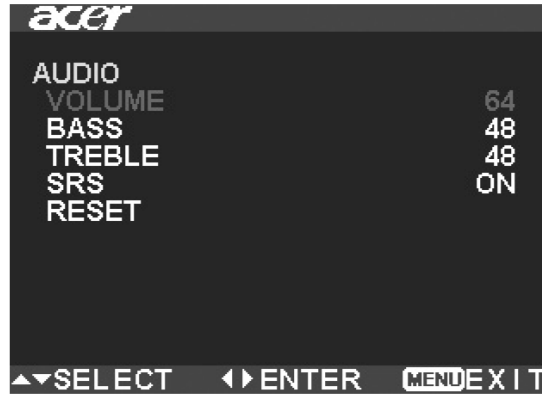 acer
AUDIO
VOLUME 64
BASS 48
TREBLE 48
SRS ON
RESET
▲▼SELECT ◀▶ENTER MENU EXIT